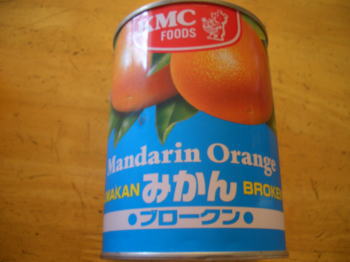 KMC
FOODS
Mandarin Orange
MIKAN みかん BROKEN
•ブロークン•